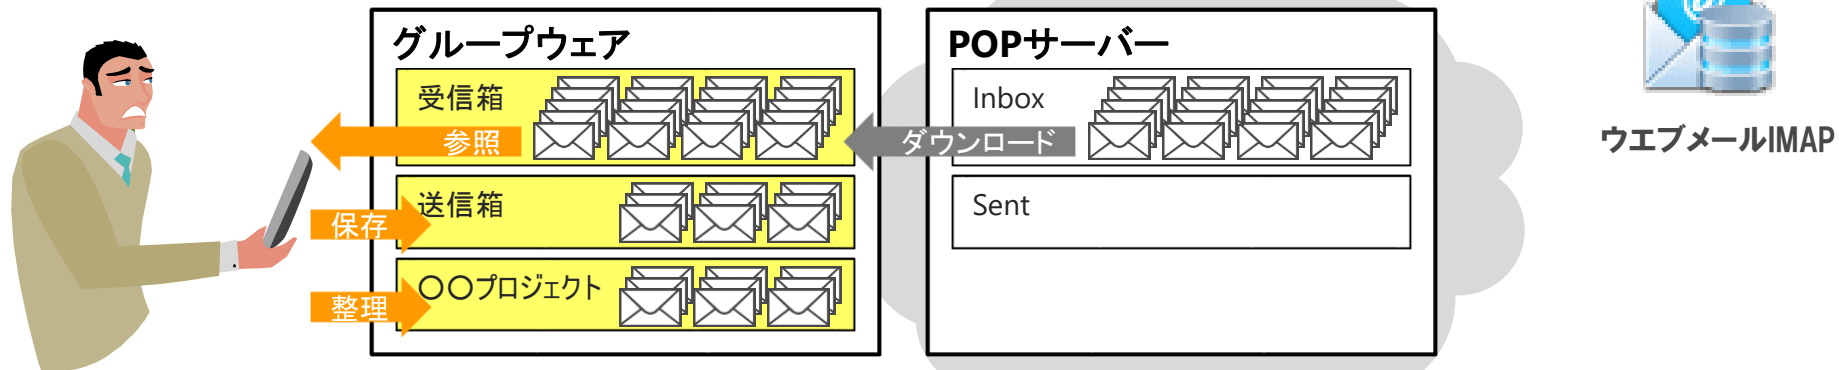 グループウェア
受信箱
参照
送信箱
保存
〇〇プロジェクト
整理
ダウンロード
POPサーバー
Inbox
Sent
ウエブメールIMAP